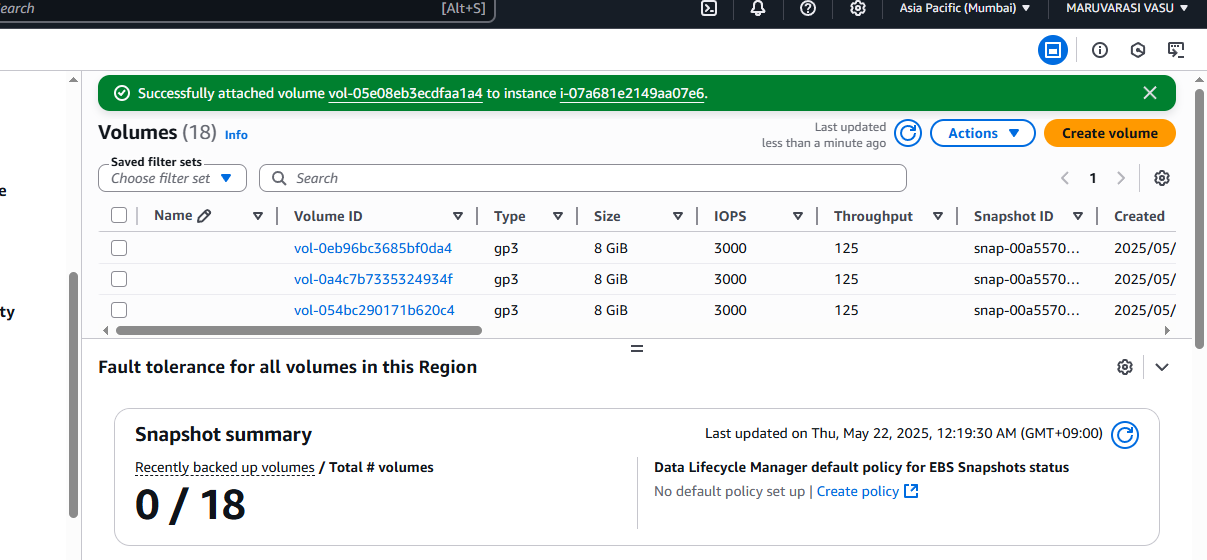 earch [Alt+S] Asia Pacific (Mumbai) MARUVARASI VASU
Successfully attached volume vol-05e08eb3ecdfaa1a4 to instance i-07a681e2149aa07e6.
Volumes (18) Info
Last updated
less than a minute ago
Actions
Create volume
Saved filter sets
Choose filter set
Search
1
e
Name Volume ID Type Size IOPS Throughput Snapshot ID Created
vol-0eb96bc3685bf0da4 gp3 8 GiB 3000 125 snap-00a5570... 2025/05/
vol-0a4c7b7335324934f gp3 8 GiB 3000 125 snap-00a5570... 2025/05/
vol-054bc290171b620c4 gp3 8 GiB 3000 125 snap-00a5570... 2025/05/
ty
Fault tolerance for all volumes in this Region
Snapshot summary
Last updated on Thu, May 22, 2025, 12:19:30 AM (GMT+09:00)
Recently backed up volumes / Total # volumes
0 / 18
Data Lifecycle Manager default policy for EBS Snapshots status
No default policy set up | Create policy